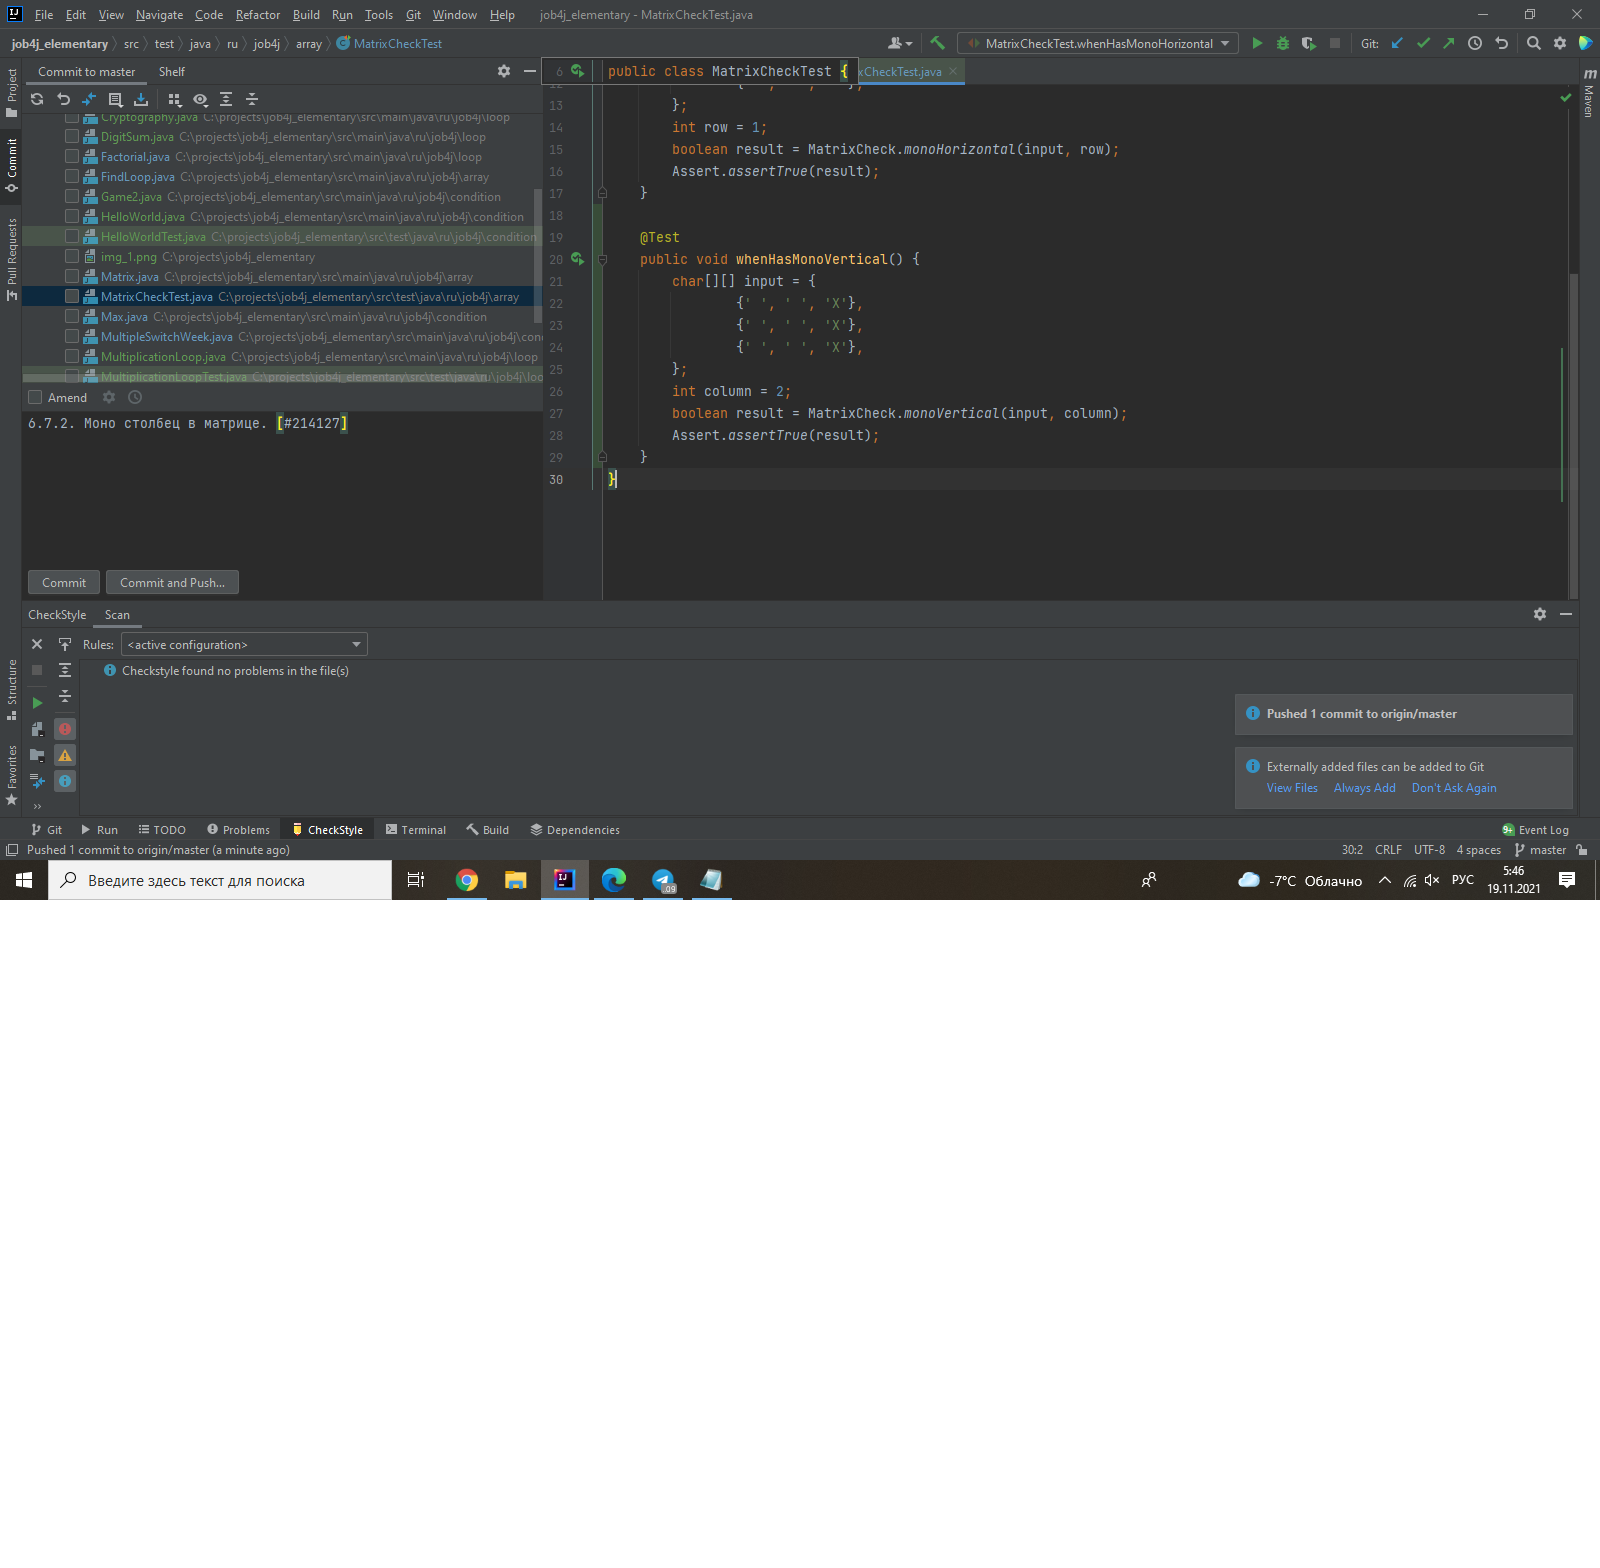 File Edit View Navigate Code Refactor Build Run Tools Git Window Help job4j_elementary - MatrixCheckTest.java
job4j_elementary src test java ru job4j array MatrixCheckTest
MatrixCheckTest.whenHasMonoHorizontal Git:
Project
Commit
Pull Requests
Structure
Favorites
Commit to master Shelf
Cryptography.java C:\projects\job4j_elementary\src\main\java\ru\job4j\loop
DigitSum.java C:\projects\job4j_elementary\src\main\java\ru\job4j\loop
Factorial.java C:\projects\job4j_elementary\src\main\java\ru\job4j\loop
FindLoop.java C:\projects\job4j_elementary\src\main\java\ru\job4j\array
Game2.java C:\projects\job4j_elementary\src\main\java\ru\job4j\condition
HelloWorld.java C:\projects\job4j_elementary\src\main\java\ru\job4j\condition
HelloWorldTest.java C:\projects\job4j_elementary\src\test\java\ru\job4j\condition
img_1.png C:\projects\job4j_elementary
Matrix.java C:\projects\job4j_elementary\src\main\java\ru\job4j\array
MatrixCheckTest.java C:\projects\job4j_elementary\src\test\java\ru\job4j\array
Max.java C:\projects\job4j_elementary\src\main\java\ru\job4j\condition
MultipleSwitchWeek.java C:\projects\job4j_elementary\src\main\java\ru\job4j\con
MultiplicationLoop.java C:\projects\job4j_elementary\src\main\java\ru\job4j\loop
MultiplicationLoopTest.java C:\projects\job4j_elementary\src\test\java\ru\job4j\loo
Amend
6.7.2. Моно столбец в матрице. [#214127]
Commit Commit and Push...
6 public class MatrixCheckTest { xCheckTest.java
13 };
14 int row = 1;
15 boolean result = MatrixCheck.monoHorizontal(input, row);
16 Assert.assertTrue(result);
17 }
18
19 @Test
20 public void whenHasMonoVertical() {
21 char[][] input = {
22 {' ', ' ', 'X'},
23 {' ', ' ', 'X'},
24 {' ', ' ', 'X'},
25 };
26 int column = 2;
27 boolean result = MatrixCheck.monoVertical(input, column);
28 Assert.assertTrue(result);
29 }
30 }
m Maven
CheckStyle Scan
Rules: <active configuration>
Checkstyle found no problems in the file(s)
Pushed 1 commit to origin/master
Externally added files can be added to Git
View Files Always Add Don't Ask Again
Git Run TODO Problems CheckStyle Terminal Build Dependencies 9+ Event Log
Pushed 1 commit to origin/master (a minute ago) 30:2 CRLF UTF-8 4 spaces master
Введите здесь текст для поиска .09 -7°C Облачно РУС 5:46
19.11.2021